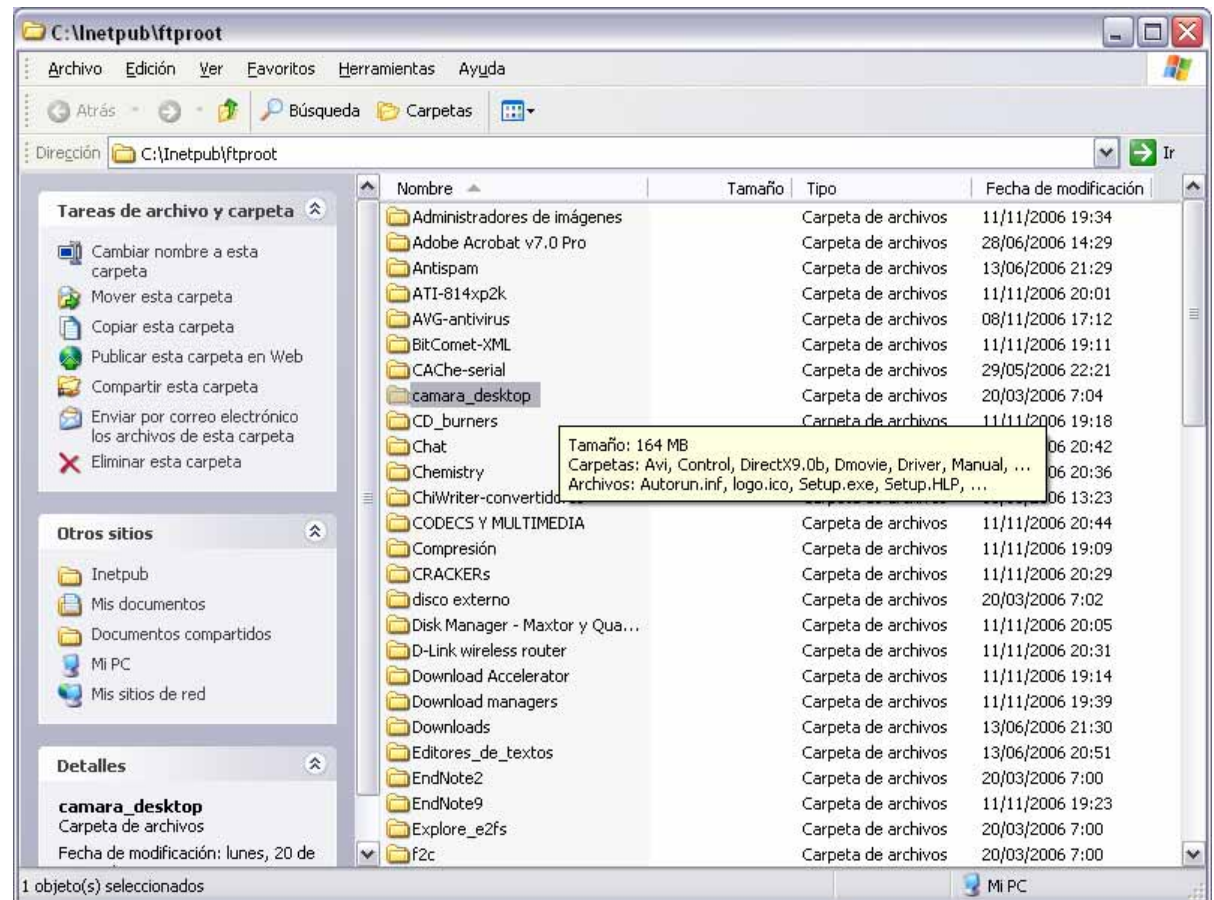 C:\Inetpub\ftproot
Archivo Edición Ver Favoritos Herramientas Ayuda
Atrás Búsqueda Carpetas
Dirección C:\Inetpub\ftproot Ir
Tareas de archivo y carpeta
Cambiar nombre a esta
carpeta
Mover esta carpeta
Copiar esta carpeta
Publicar esta carpeta en Web
Compartir esta carpeta
Enviar por correo electrónico
los archivos de esta carpeta
Eliminar esta carpeta
Otros sitios
Inetpub
Mis documentos
Documentos compartidos
Mi PC
Mis sitios de red
Detalles
camara_desktop
Carpeta de archivos
Fecha de modificación: lunes, 20 de
Nombre Tamaño Tipo Fecha de modificación
Administradores de imágenes Carpeta de archivos 11/11/2006 19:34
Adobe Acrobat v7.0 Pro Carpeta de archivos 28/06/2006 14:29
Antispam Carpeta de archivos 13/06/2006 21:29
ATI-814xp2k Carpeta de archivos 11/11/2006 20:01
AVG-antivirus Carpeta de archivos 08/11/2006 17:12
BitComet-XML Carpeta de archivos 11/11/2006 19:11
CAChe-serial Carpeta de archivos 29/05/2006 22:21
camara_desktop Carpeta de archivos 20/03/2006 7:04
CD_burners Carpeta de archivos 11/11/2006 19:18
Chat 06 20:42
Chemistry 06 20:36
Tamaño: 164 MB
Carpetas: Avi, Control, DirectX9.0b, Dmovie, Driver, Manual, ...
Archivos: Autorun.inf, logo.ico, Setup.exe, Setup.HLP, ...
13:23
CODECS Y MULTIMEDIA Carpeta de archivos 11/11/2006 20:44
Compresión Carpeta de archivos 11/11/2006 19:09
CRACKERs Carpeta de archivos 11/11/2006 20:29
disco externo Carpeta de archivos 20/03/2006 7:02
Disk Manager - Maxtor y Qua... Carpeta de archivos 11/11/2006 20:05
D-Link wireless router Carpeta de archivos 11/11/2006 20:31
Download Accelerator Carpeta de archivos 11/11/2006 19:14
Download managers Carpeta de archivos 11/11/2006 19:39
Downloads Carpeta de archivos 13/06/2006 21:30
Editores_de_textos Carpeta de archivos 13/06/2006 20:51
EndNote2 Carpeta de archivos 20/03/2006 7:00
EndNote9 Carpeta de archivos 11/11/2006 19:23
Explore_e2fs Carpeta de archivos 20/03/2006 7:00
f2c Carpeta de archivos 20/03/2006 7:00
1 objeto(s) seleccionados Mi PC